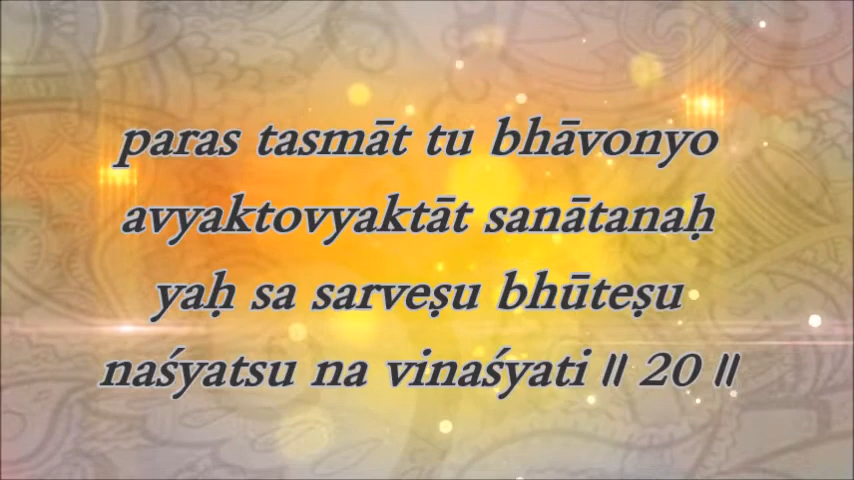 paras tasmāt tu bhāvonyo
avyaktovyaktāt sanātanaḥ
yaḥ sa sarveṣu bhūteṣu
naśyatsu na vinaśyati ॥ 20 ॥